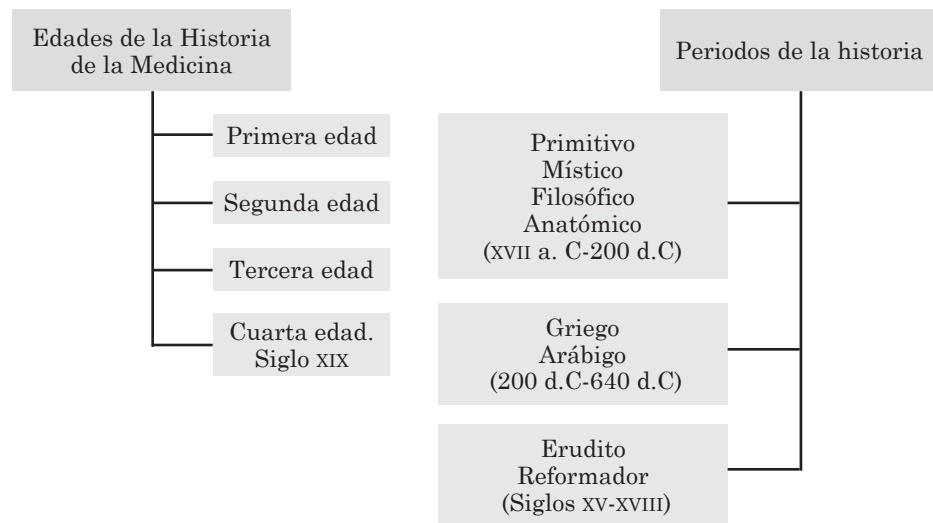 Edades de la Historia
de la Medicina
Primera edad
Segunda edad
Tercera edad
Cuarta edad.
Siglo XIX
Periodos de la historia
Primitivo
Místico
Filosófico
Anatómico
(XVII a. C-200 d.C)
Griego
Arábigo
(200 d.C-640 d.C)
Erudito
Reformador
(Siglos XV-XVIII)